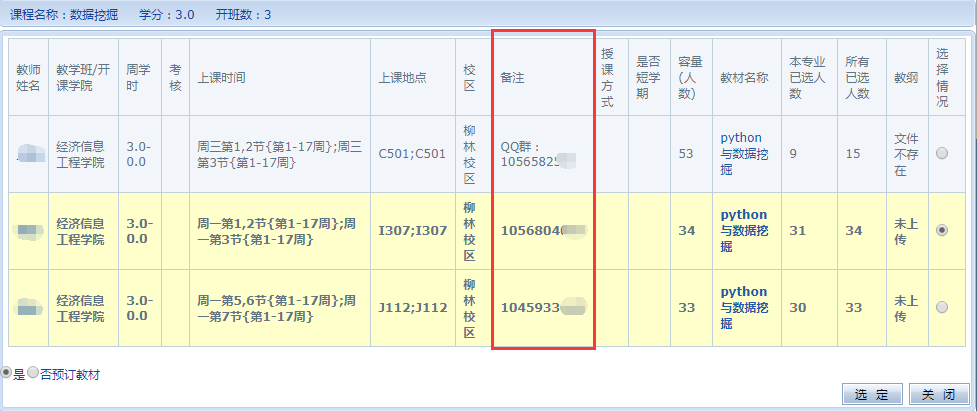 课程名称：数据挖掘 学分：3.0 开班数：3
教师姓名 教学班/开课学院 周学时 考核 上课时间 上课地点 校区 备注 授课方式 是否短学期 容量(人数) 教材名称 本专业已选人数 所有已选人数 教纲 选择情况
经济信息工程学院 3.0-0.0 周三第1,2节{第1-17周};周三第3节{第1-17周} C501;C501 柳林校区 QQ群：10565825 53 python与数据挖掘 9 15 文件不存在
经济信息工程学院 3.0-0.0 周一第1,2节{第1-17周};周一第3节{第1-17周} I307;I307 柳林校区 1056804 34 python与数据挖掘 31 34 未上传
经济信息工程学院 3.0-0.0 周一第5,6节{第1-17周};周一第7节{第1-17周} J112;J112 柳林校区 1045933 33 python与数据挖掘 30 33 未上传
是 否预订教材
选 定 关 闭